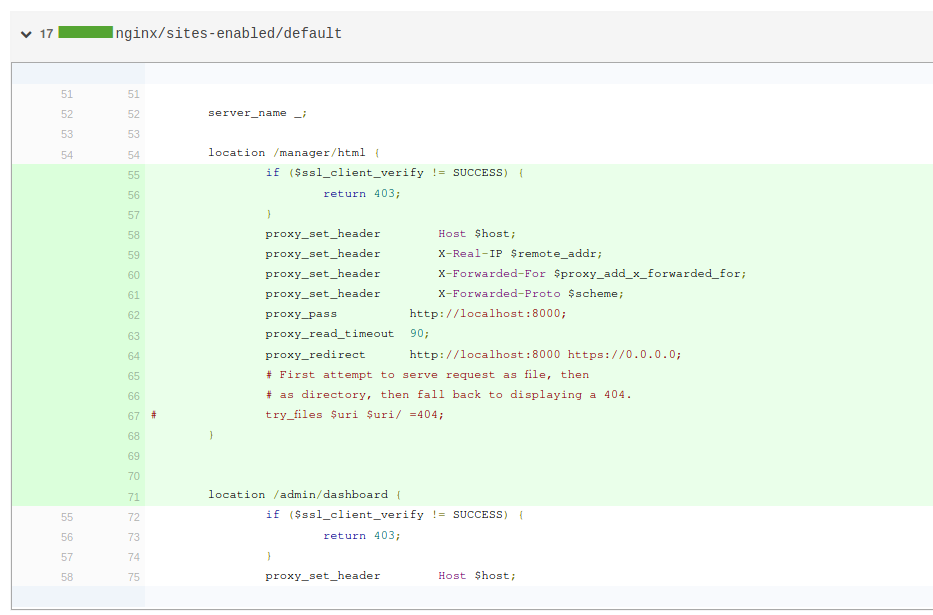 17 nginx/sites-enabled/default
51 51
52 52 server_name _;
53 53
54 54 location /manager/html {
55 if ($ssl_client_verify != SUCCESS) {
56 return 403;
57 }
58 proxy_set_header Host $host;
59 proxy_set_header X-Real-IP $remote_addr;
60 proxy_set_header X-Forwarded-For $proxy_add_x_forwarded_for;
61 proxy_set_header X-Forwarded-Proto $scheme;
62 proxy_pass http://localhost:8000;
63 proxy_read_timeout 90;
64 proxy_redirect http://localhost:8000 https://0.0.0.0;
65 # First attempt to serve request as file, then
66 # as directory, then fall back to displaying a 404.
67 # try_files $uri $uri/ =404;
68 }
69
70
71 location /admin/dashboard {
55 72 if ($ssl_client_verify != SUCCESS) {
56 73 return 403;
57 74 }
58 75 proxy_set_header Host $host;